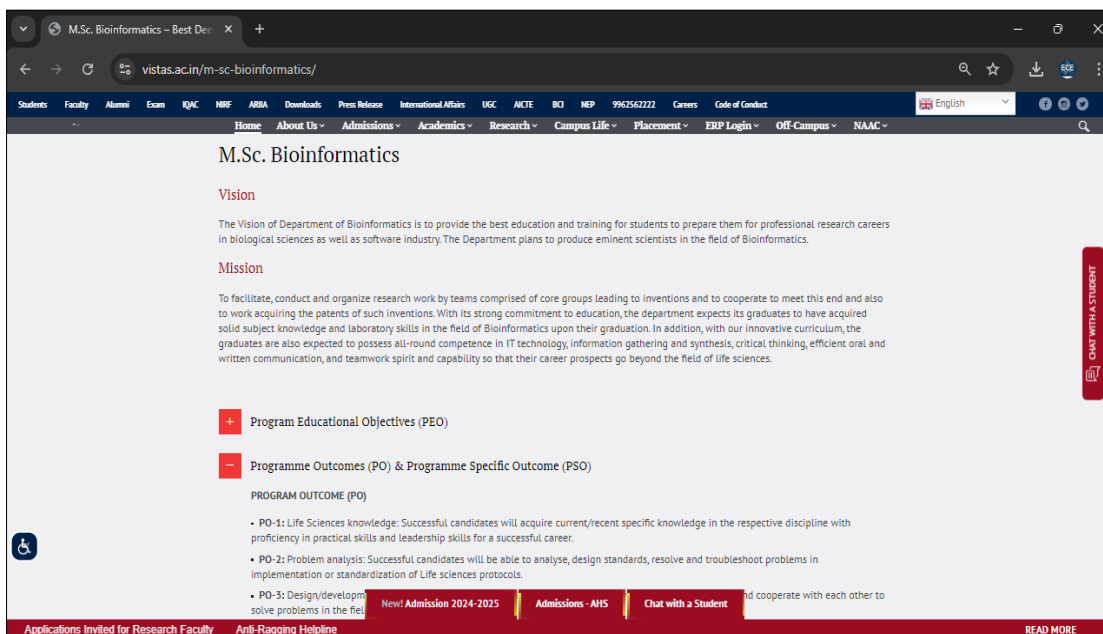 M.Sc. Bioinformatics – Best De
vistas.ac.in/m-sc-bioinformatics/
ECE
Students Faculty Alumni Exam IQAC NIRF ARIIA Downloads Press Release International Affairs UGC AICTE BCI NEP 9962562222 Careers Code of Conduct English
Home About Us Admissions Academics Research Campus Life Placement ERP Login Off-Campus NAAC
M.Sc. Bioinformatics
Vision
The Vision of Department of Bioinformatics is to provide the best education and training for students to prepare them for professional research careers
in biological sciences as well as software industry. The Department plans to produce eminent scientists in the field of Bioinformatics.
Mission
To facilitate, conduct and organize research work by teams comprised of core groups leading to inventions and to cooperate to meet this end and also
to work acquiring the patents of such inventions. With its strong commitment to education, the department expects its graduates to have acquired
solid subject knowledge and laboratory skills in the field of Bioinformatics upon their graduation. In addition, with our innovative curriculum, the
graduates are also expected to possess all-round competence in IT technology, information gathering and synthesis, critical thinking, efficient oral and
written communication, and teamwork spirit and capability so that their career prospects go beyond the field of life sciences.
CHAT WITH A STUDENT
+ Program Educational Objectives (PEO)
− Programme Outcomes (PO) & Programme Specific Outcome (PSO)
PROGRAM OUTCOME (PO)
• PO-1: Life Sciences knowledge: Successful candidates will acquire current/recent specific knowledge in the respective discipline with
proficiency in practical skills and leadership skills for a successful career.
• PO-2: Problem analysis: Successful candidates will be able to analyse, design standards, resolve and troubleshoot problems in
implementation or standardization of Life sciences protocols.
• PO-3: Design/developm nd cooperate with each other to
solve problems in the fiel
New! Admission 2024-2025 Admissions - AHS Chat with a Student
Applications Invited for Research Faculty Anti-Ragging Helpline READ MORE